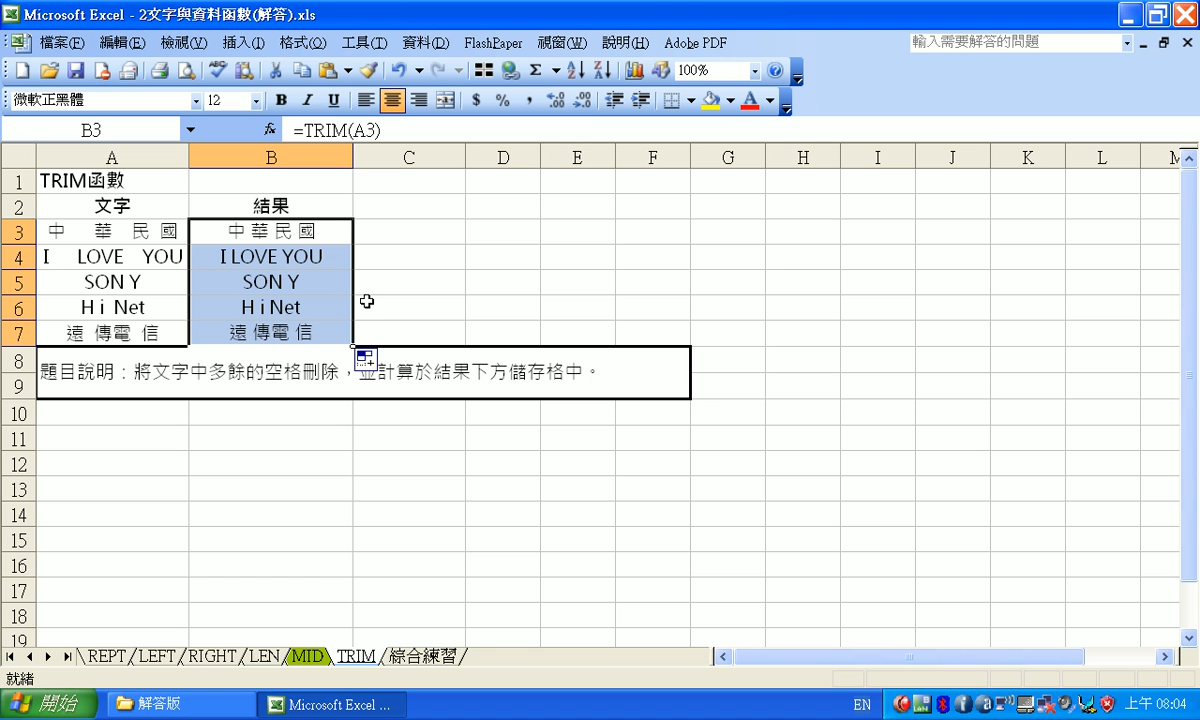 Microsoft Excel - 2文字與資料函數(解答).xls
檔案(F) 編輯(E) 檢視(V) 插入(I) 格式(O) 工具(T) 資料(D) FlashPaper 視窗(W) 說明(H) Adobe PDF 輸入需要解答的問題
100%
微軟正黑體 12 B I U $ % ,
B3 fx =TRIM(A3)
A B C D E F G H I J K L M
1 TRIM函數
2 文字 結果
3 中 華 民 國 中 華 民 國
4 I LOVE YOU I LOVE YOU
5 SON Y SON Y
6 H i Net H i Net
7 遠 傳電 信 遠 傳電 信
8
題目說明：將文字中多餘的空格刪除，並計算於結果下方儲存格中。
9
10
11
12
13
14
15
16
17
18
19
REPT LEFT RIGHT LEN MID TRIM 綜合練習
就緒
開始 解答版 Microsoft Excel ... EN 上午 08:04